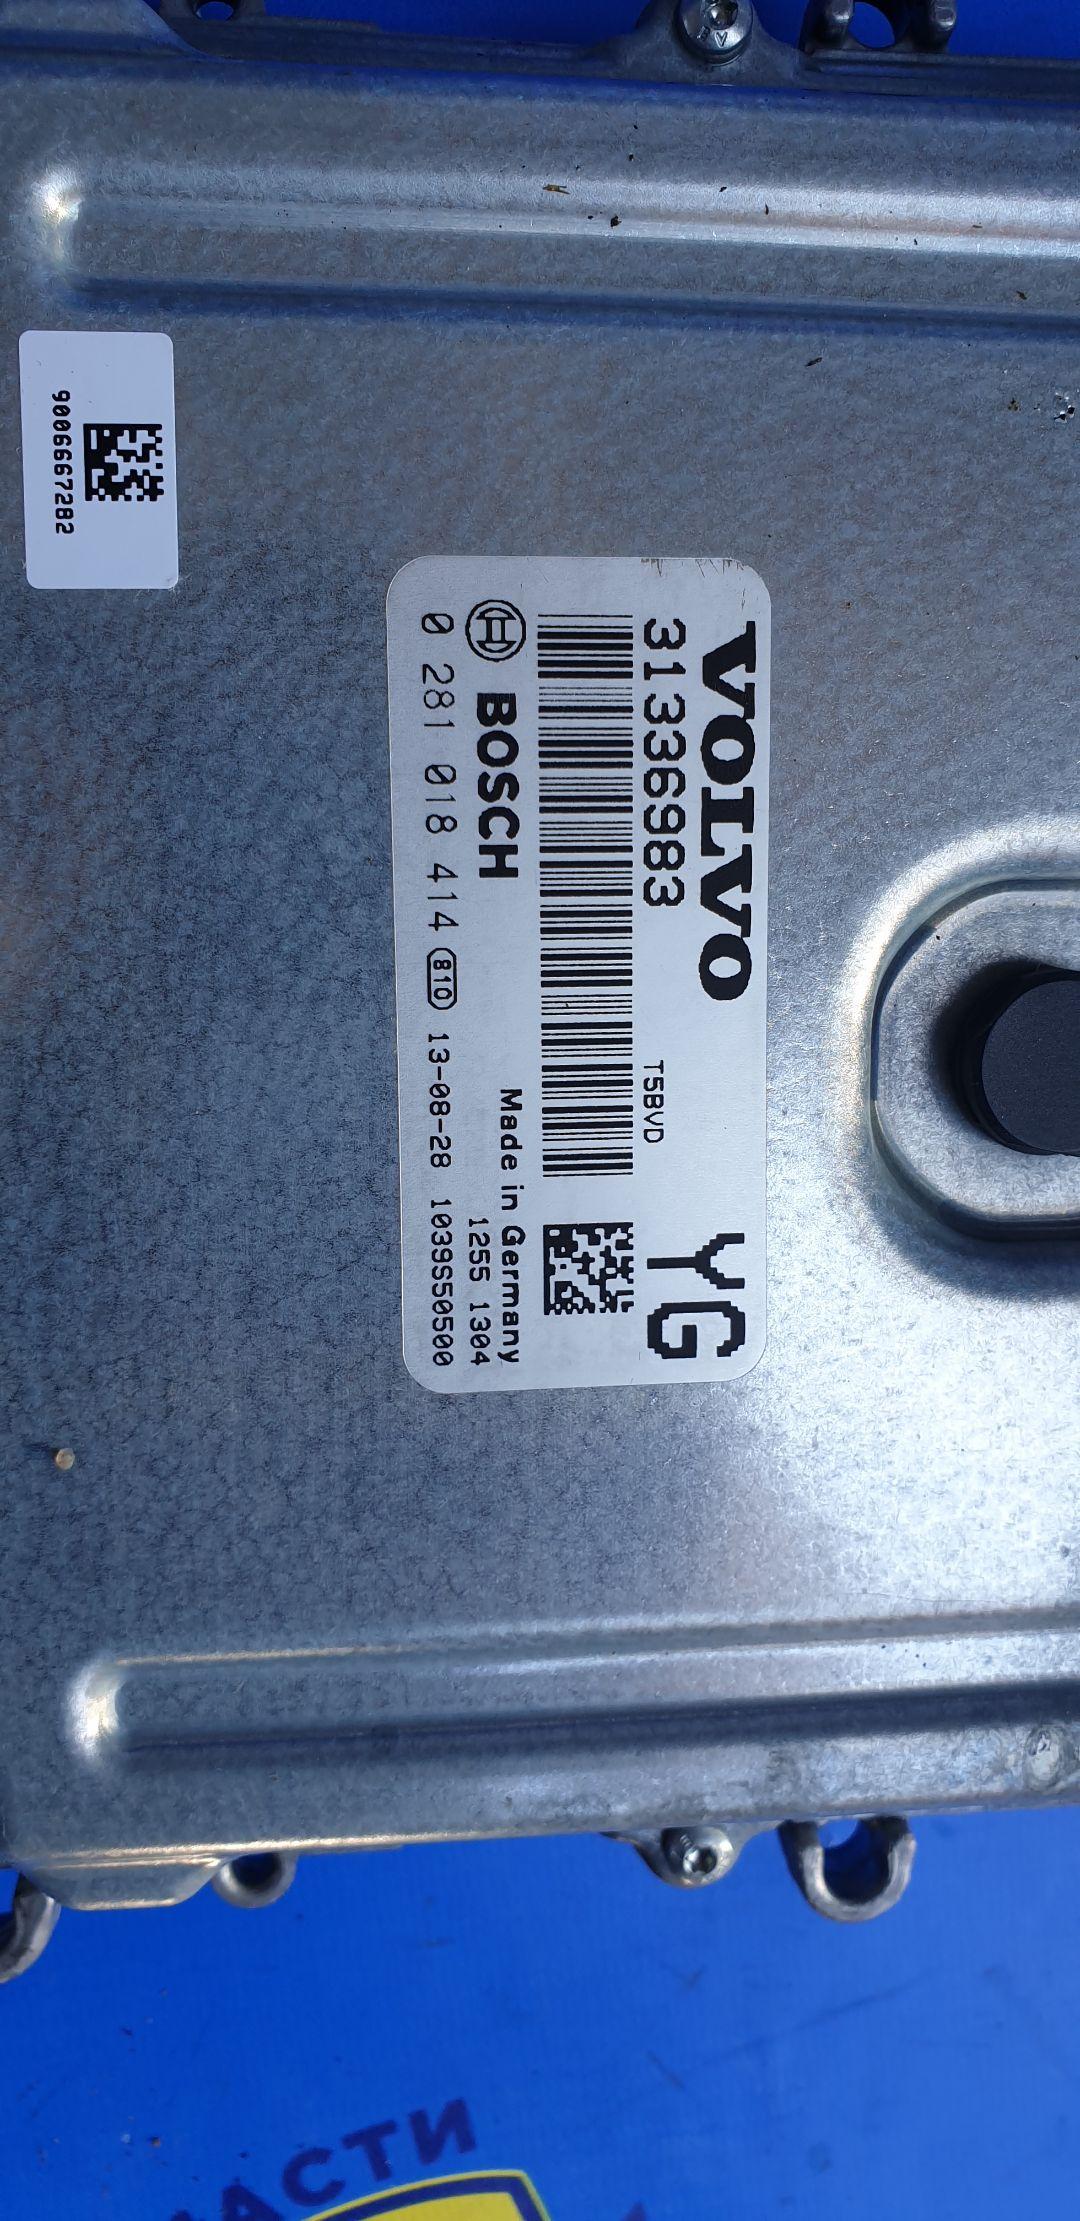 VOLVO
31336983
T5BVD
YG
BOSCH
Made in Germany
1255 1304
0 281 018 414 810 13-08-28 1039S50500
9006667282
ЧАСТИ